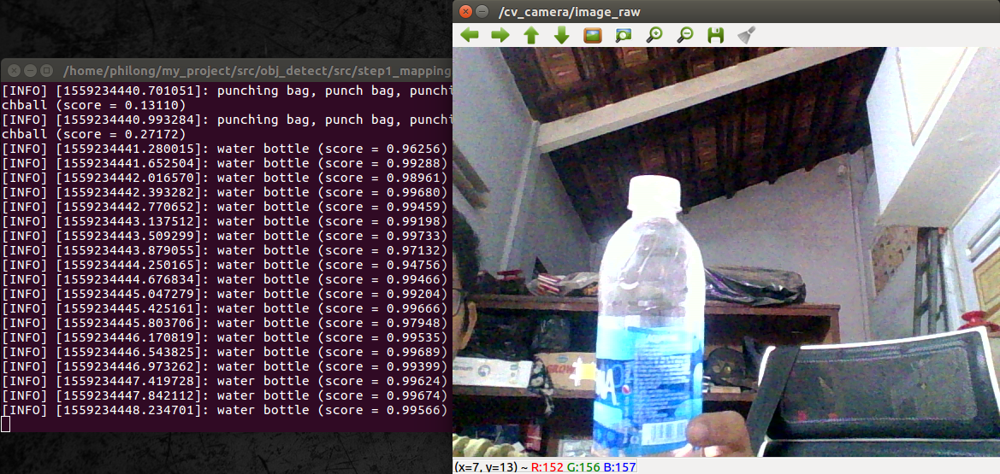 /home/philong/my_project/src/obj_detect/src/step1_mapping
[INFO] [1559234440.701051]: punching bag, punch bag, punchi
chball (score = 0.13110)
[INFO] [1559234440.993284]: punching bag, punch bag, punchi
chball (score = 0.27172)
[INFO] [1559234441.280015]: water bottle (score = 0.96256)
[INFO] [1559234441.652504]: water bottle (score = 0.99288)
[INFO] [1559234442.016570]: water bottle (score = 0.98961)
[INFO] [1559234442.393282]: water bottle (score = 0.99680)
[INFO] [1559234442.770652]: water bottle (score = 0.99459)
[INFO] [1559234443.137512]: water bottle (score = 0.99198)
[INFO] [1559234443.509299]: water bottle (score = 0.99733)
[INFO] [1559234443.879055]: water bottle (score = 0.97132)
[INFO] [1559234444.250165]: water bottle (score = 0.94756)
[INFO] [1559234444.676834]: water bottle (score = 0.99466)
[INFO] [1559234445.047279]: water bottle (score = 0.99204)
[INFO] [1559234445.425161]: water bottle (score = 0.99666)
[INFO] [1559234445.803706]: water bottle (score = 0.97948)
[INFO] [1559234446.170819]: water bottle (score = 0.99535)
[INFO] [1559234446.543825]: water bottle (score = 0.99689)
[INFO] [1559234446.973262]: water bottle (score = 0.99399)
[INFO] [1559234447.419728]: water bottle (score = 0.99624)
[INFO] [1559234447.842112]: water bottle (score = 0.99674)
[INFO] [1559234448.234701]: water bottle (score = 0.99566)
/cv_camera/image_raw
GROW
NA
(x=7, y=13) ~ R:152 G:156 B:157